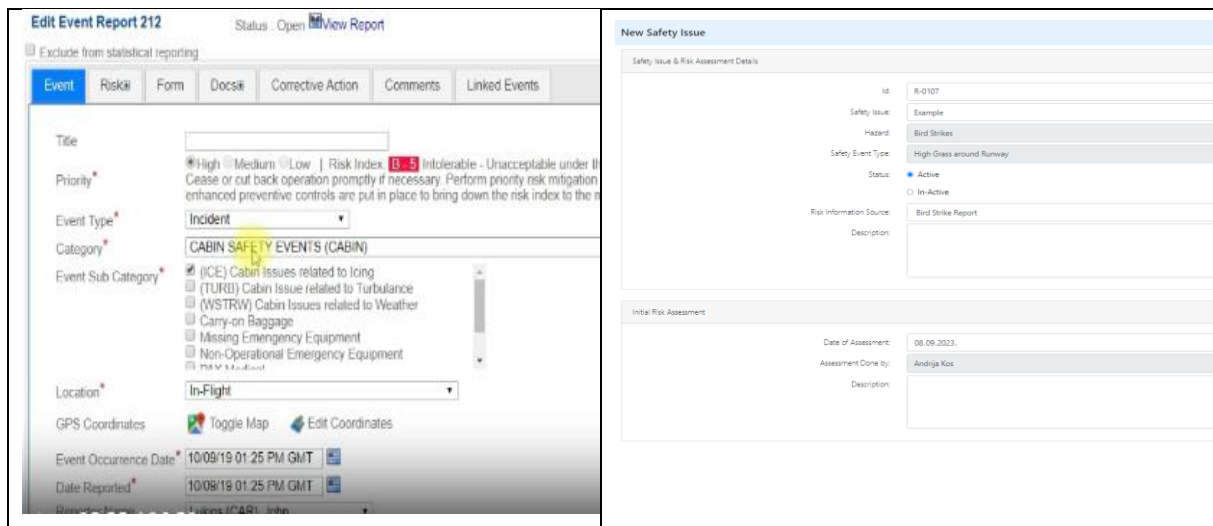 Edit Event Report 212
Status : Open View Report
Exclude from statistical reporting
Event
Risk
Form
Docs
Corrective Action
Comments
Linked Events
Title
Priority*
High Medium Low | Risk Index: B - 5 Intolerable - Unacceptable under th
Cease or cut back operation promptly if necessary. Perform priority risk mitigation
enhanced preventive controls are put in place to bring down the risk index to the m
Event Type*
Incident
Category*
CABIN SAFETY EVENTS (CABIN)
Event Sub Category*
(ICE) Cabin Issues related to Icing
(TURB) Cabin Issue related to Turbulance
(WSTRW) Cabin Issues related to Weather
Carry-on Baggage
Missing Emengency Equipment
Non-Operational Emergency Equipment
Location*
In-Flight
GPS Coordinates
Toggle Map
Edit Coordinates
Event Occurrence Date*
10/09/19 01:25 PM GMT
Date Reported*
10/09/19 01:25 PM GMT
New Safety Issue
Safety Issue & Risk Assessment Details
Id:
R-0107
Safety Issue:
Example
Hazard:
Bird Strikes
Safety Event Type:
High Grass around Runway
Status:
Active
In-Active
Risk Information Source:
Bird Strike Report
Description:
Initial Risk Assessment
Date of Assessment:
08.09.2023.
Assessment Done by:
Andrija Kos
Description: